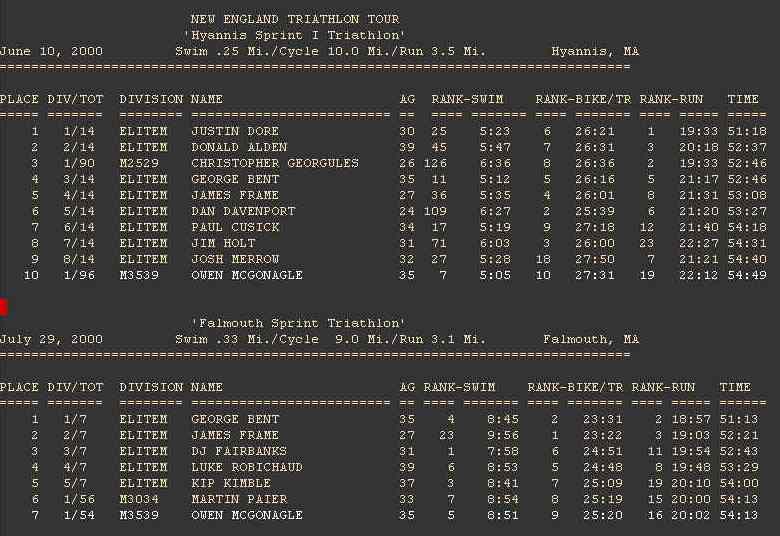 NEW ENGLAND TRIATHLON TOUR
'Hyannis Sprint I Triathlon'
June 10, 2000 Swim .25 Mi./Cycle 10.0 Mi./Run 3.5 Mi. Hyannis, MA
===============================================================================
PLACE DIV/TOT DIVISION NAME AG RANK-SWIM RANK-BIKE/TR RANK-RUN TIME
===== ======= ======== ========================= == ==== ===== ==== ======= ==== ===== =====
1 1/14 ELITEM JUSTIN DORE 30 25 5:23 6 26:21 1 19:33 51:18
2 2/14 ELITEM DONALD ALDEN 39 45 5:47 7 26:31 3 20:18 52:37
3 1/90 M2529 CHRISTOPHER GEORGULES 26 126 6:36 8 26:36 2 19:33 52:46
4 3/14 ELITEM GEORGE BENT 35 11 5:12 5 26:16 5 21:17 52:46
5 4/14 ELITEM JAMES FRAME 27 36 5:35 4 26:01 8 21:31 53:08
6 5/14 ELITEM DAN DAVENPORT 24 109 6:27 2 25:39 6 21:20 53:27
7 6/14 ELITEM PAUL CUSICK 34 17 5:19 9 27:18 12 21:40 54:18
8 7/14 ELITEM JIM HOLT 31 71 6:03 3 26:00 23 22:27 54:31
9 8/14 ELITEM JOSH MERROW 32 27 5:28 18 27:50 7 21:21 54:40
10 1/96 M3539 OWEN MCGONAGLE 35 7 5:05 10 27:31 19 22:12 54:49
'Falmouth Sprint Triathlon'
July 29, 2000 Swim .33 Mi./Cycle 9.0 Mi./Run 3.1 Mi. Falmouth, MA
===============================================================================
PLACE DIV/TOT DIVISION NAME AG RANK-SWIM RANK-BIKE/TR RANK-RUN TIME
===== ======= ======== ========================= == ==== ===== ==== ======= ==== ===== =====
1 1/7 ELITEM GEORGE BENT 35 4 8:45 2 23:31 2 18:57 51:13
2 2/7 ELITEM JAMES FRAME 27 23 9:56 1 23:22 3 19:03 52:21
3 3/7 ELITEM DJ FAIRBANKS 31 1 7:58 6 24:51 11 19:54 52:43
4 4/7 ELITEM LUKE ROBICHAUD 39 6 8:53 5 24:48 8 19:48 53:29
5 5/7 ELITEM KIP KIMBLE 37 3 8:41 7 25:09 19 20:10 54:00
6 1/56 M3034 MARTIN PAIER 33 7 8:54 8 25:19 15 20:00 54:13
7 1/54 M3539 OWEN MCGONAGLE 35 5 8:51 9 25:20 16 20:02 54:13